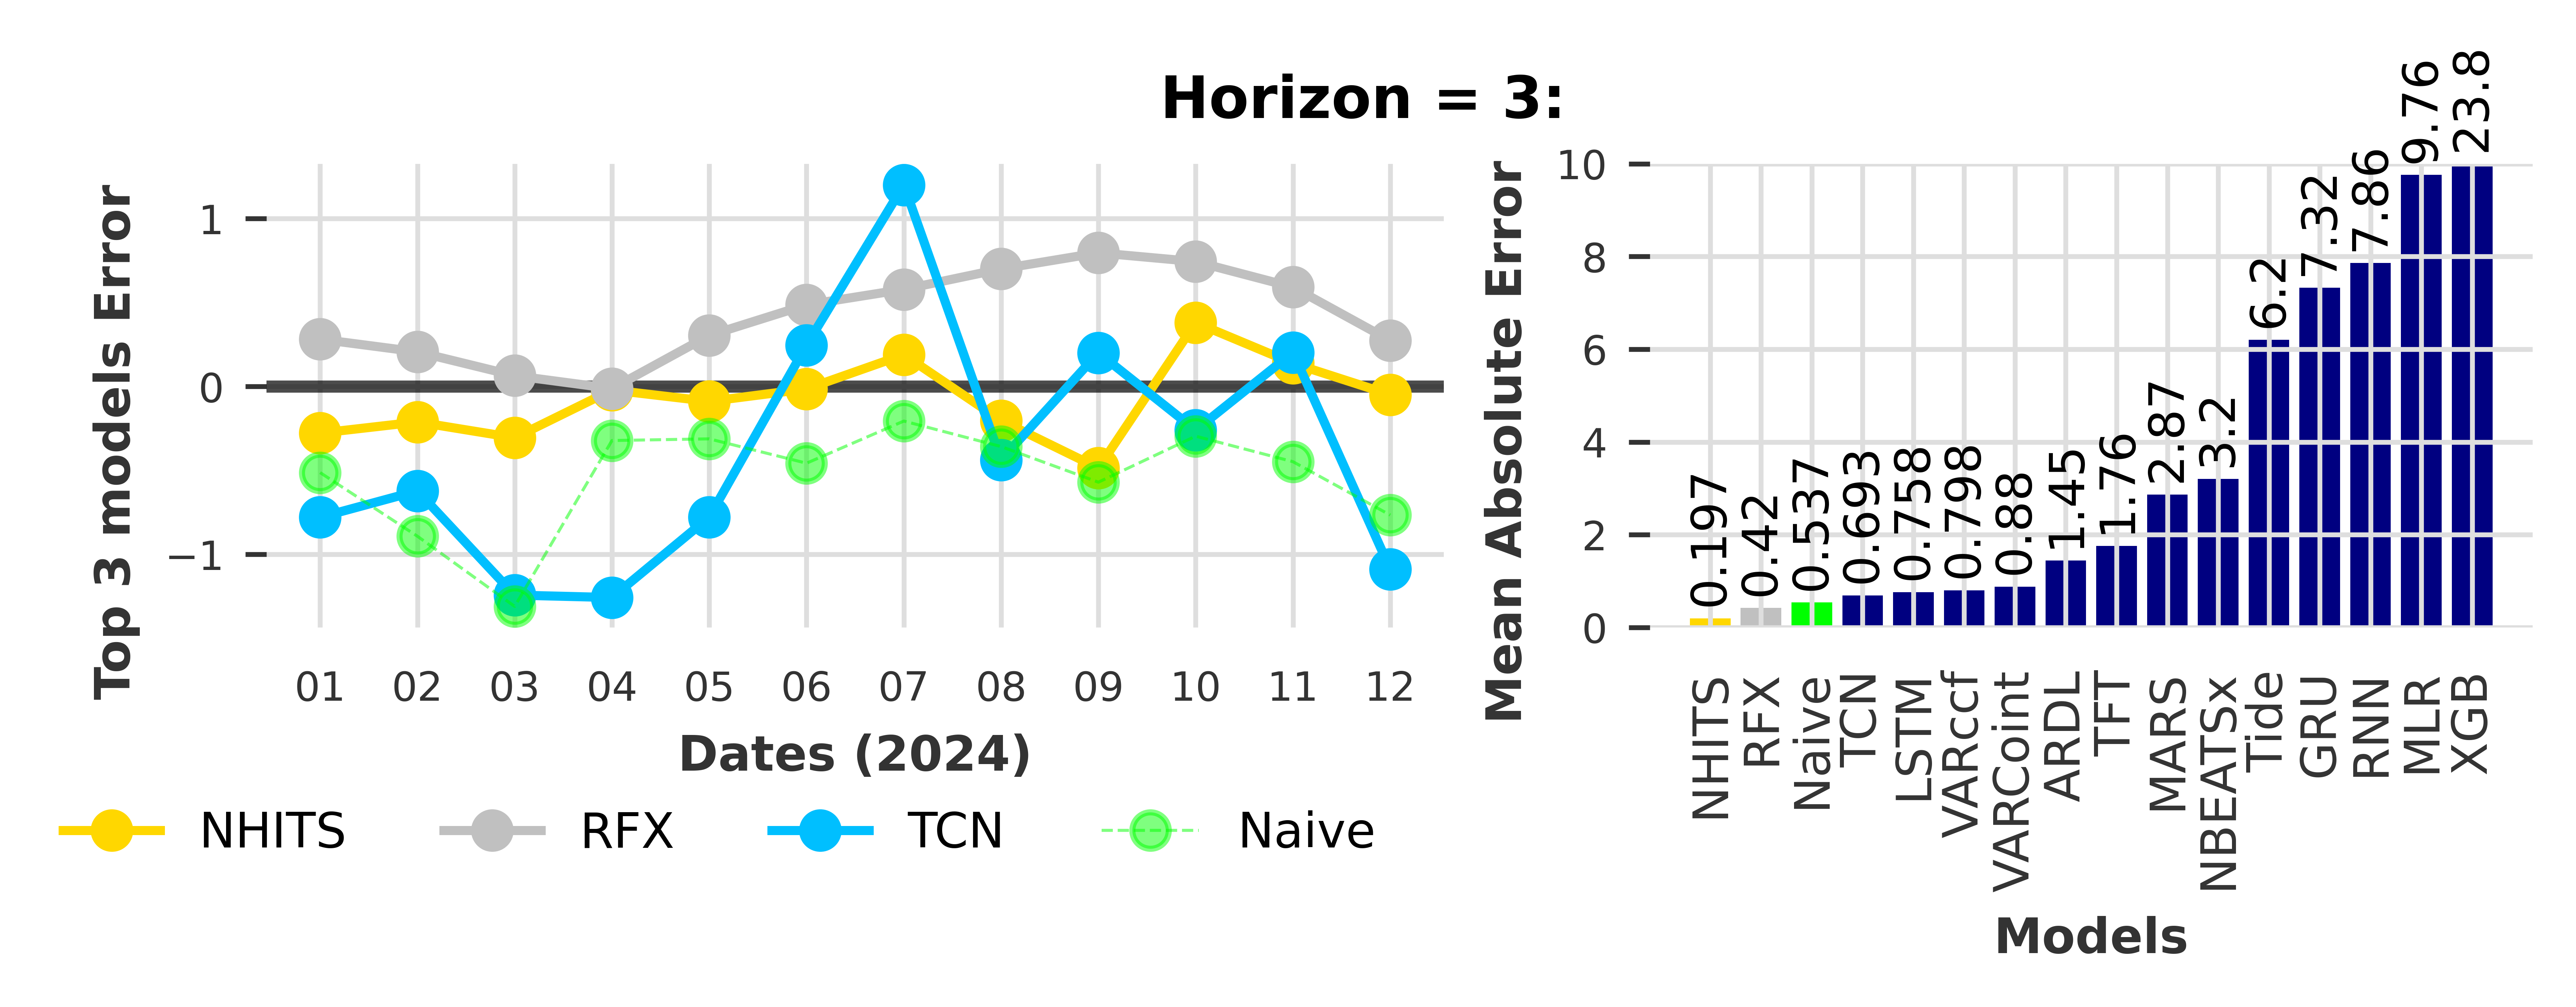 Horizon = 3:
Top 3 models Error
1
0
−1
01 02 03 04 05 06 07 08 09 10 11 12
Dates (2024)
NHITS RFX TCN Naive
Mean Absolute Error
10
8
6
4
2
0
0.197
0.42
0.537
0.693
0.758
0.798
0.88
1.45
1.76
2.87
3.2
6.2
7.32
7.86
9.76
23.8
NHITS
RFX
Naive
TCN
LSTM
VARccf
VARCoint
ARDL
TFT
MARS
NBEATSx
Tide
GRU
RNN
MLR
XGB
Models